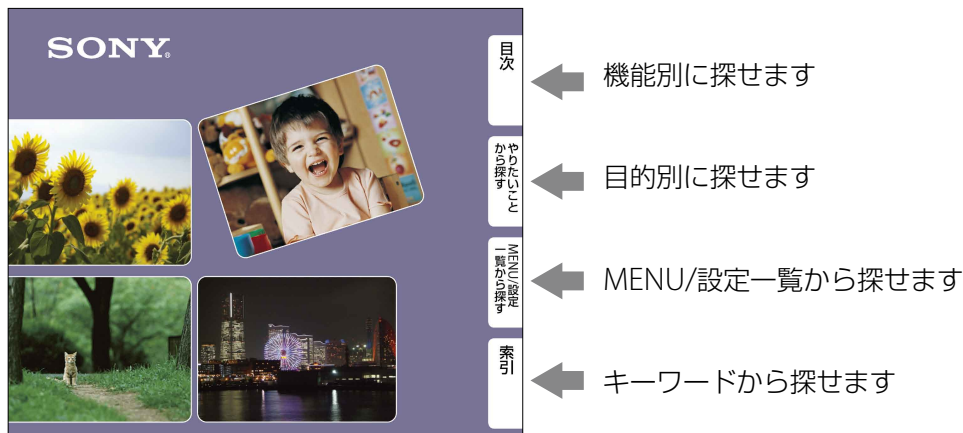 SONY®
目次
機能別に探せます
やりたいこと
から探す
目的別に探せます
MENU/設定
一覧から探す
MENU/設定一覧から探せます
索引
キーワードから探せます